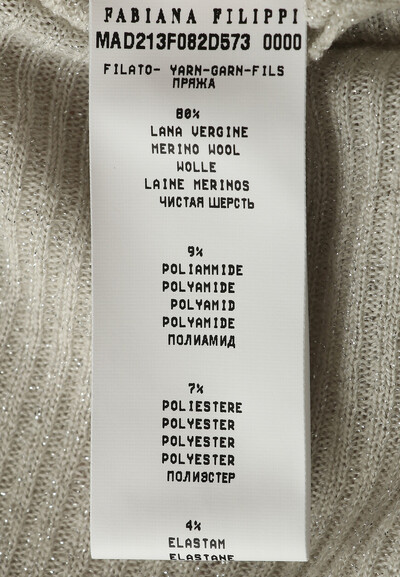 FABIANA FILIPPI
MAD213F082D573 0000
FILATO- YARN-GARN-FILS
ПРЯЖА
80%
LANA VERGINE
MERINO WOOL
WOLLE
LAINE MERINOS
ЧИСТАЯ ШЕРСТЬ
9%
POLIAMMIDE
POLYAMIDE
POLYAMID
POLYAMIDE
ПОЛИАМИД
7%
POLIESTERE
POLYESTER
POLYESTER
POLYESTER
ПОЛИЭСТЕР
4%
ELASTAM
ELASTANE